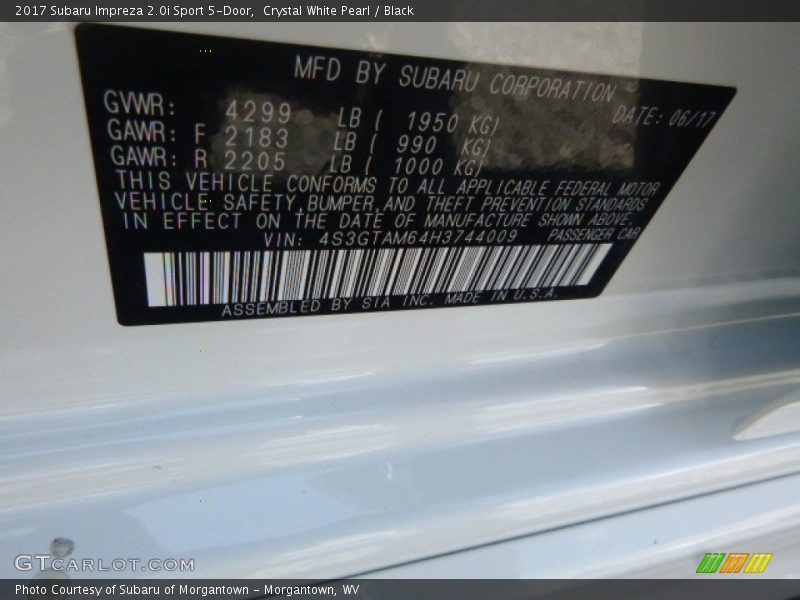 2017 Subaru Impreza 2.0i Sport 5-Door, Crystal White Pearl / Black
MFD BY SUBARU CORPORATION
GVWR: 4299 LB ( 1950 KG) DATE: 06/17
GAWR: F 2183 LB ( 990 KG)
GAWR: R 2205 LB ( 1000 KG)
THIS VEHICLE CONFORMS TO ALL APPLICABLE FEDERAL MOTOR
VEHICLE SAFETY,BUMPER,AND THEFT PREVENTION STANDARDS
IN EFFECT ON THE DATE OF MANUFACTURE SHOWN ABOVE.
VIN: 4S3GTAM64H3744009 PASSENGER CAR
ASSEMBLED BY SIA INC. MADE IN U.S.A.
GTCARLOT.COM
Photo Courtesy of Subaru of Morgantown - Morgantown, WV